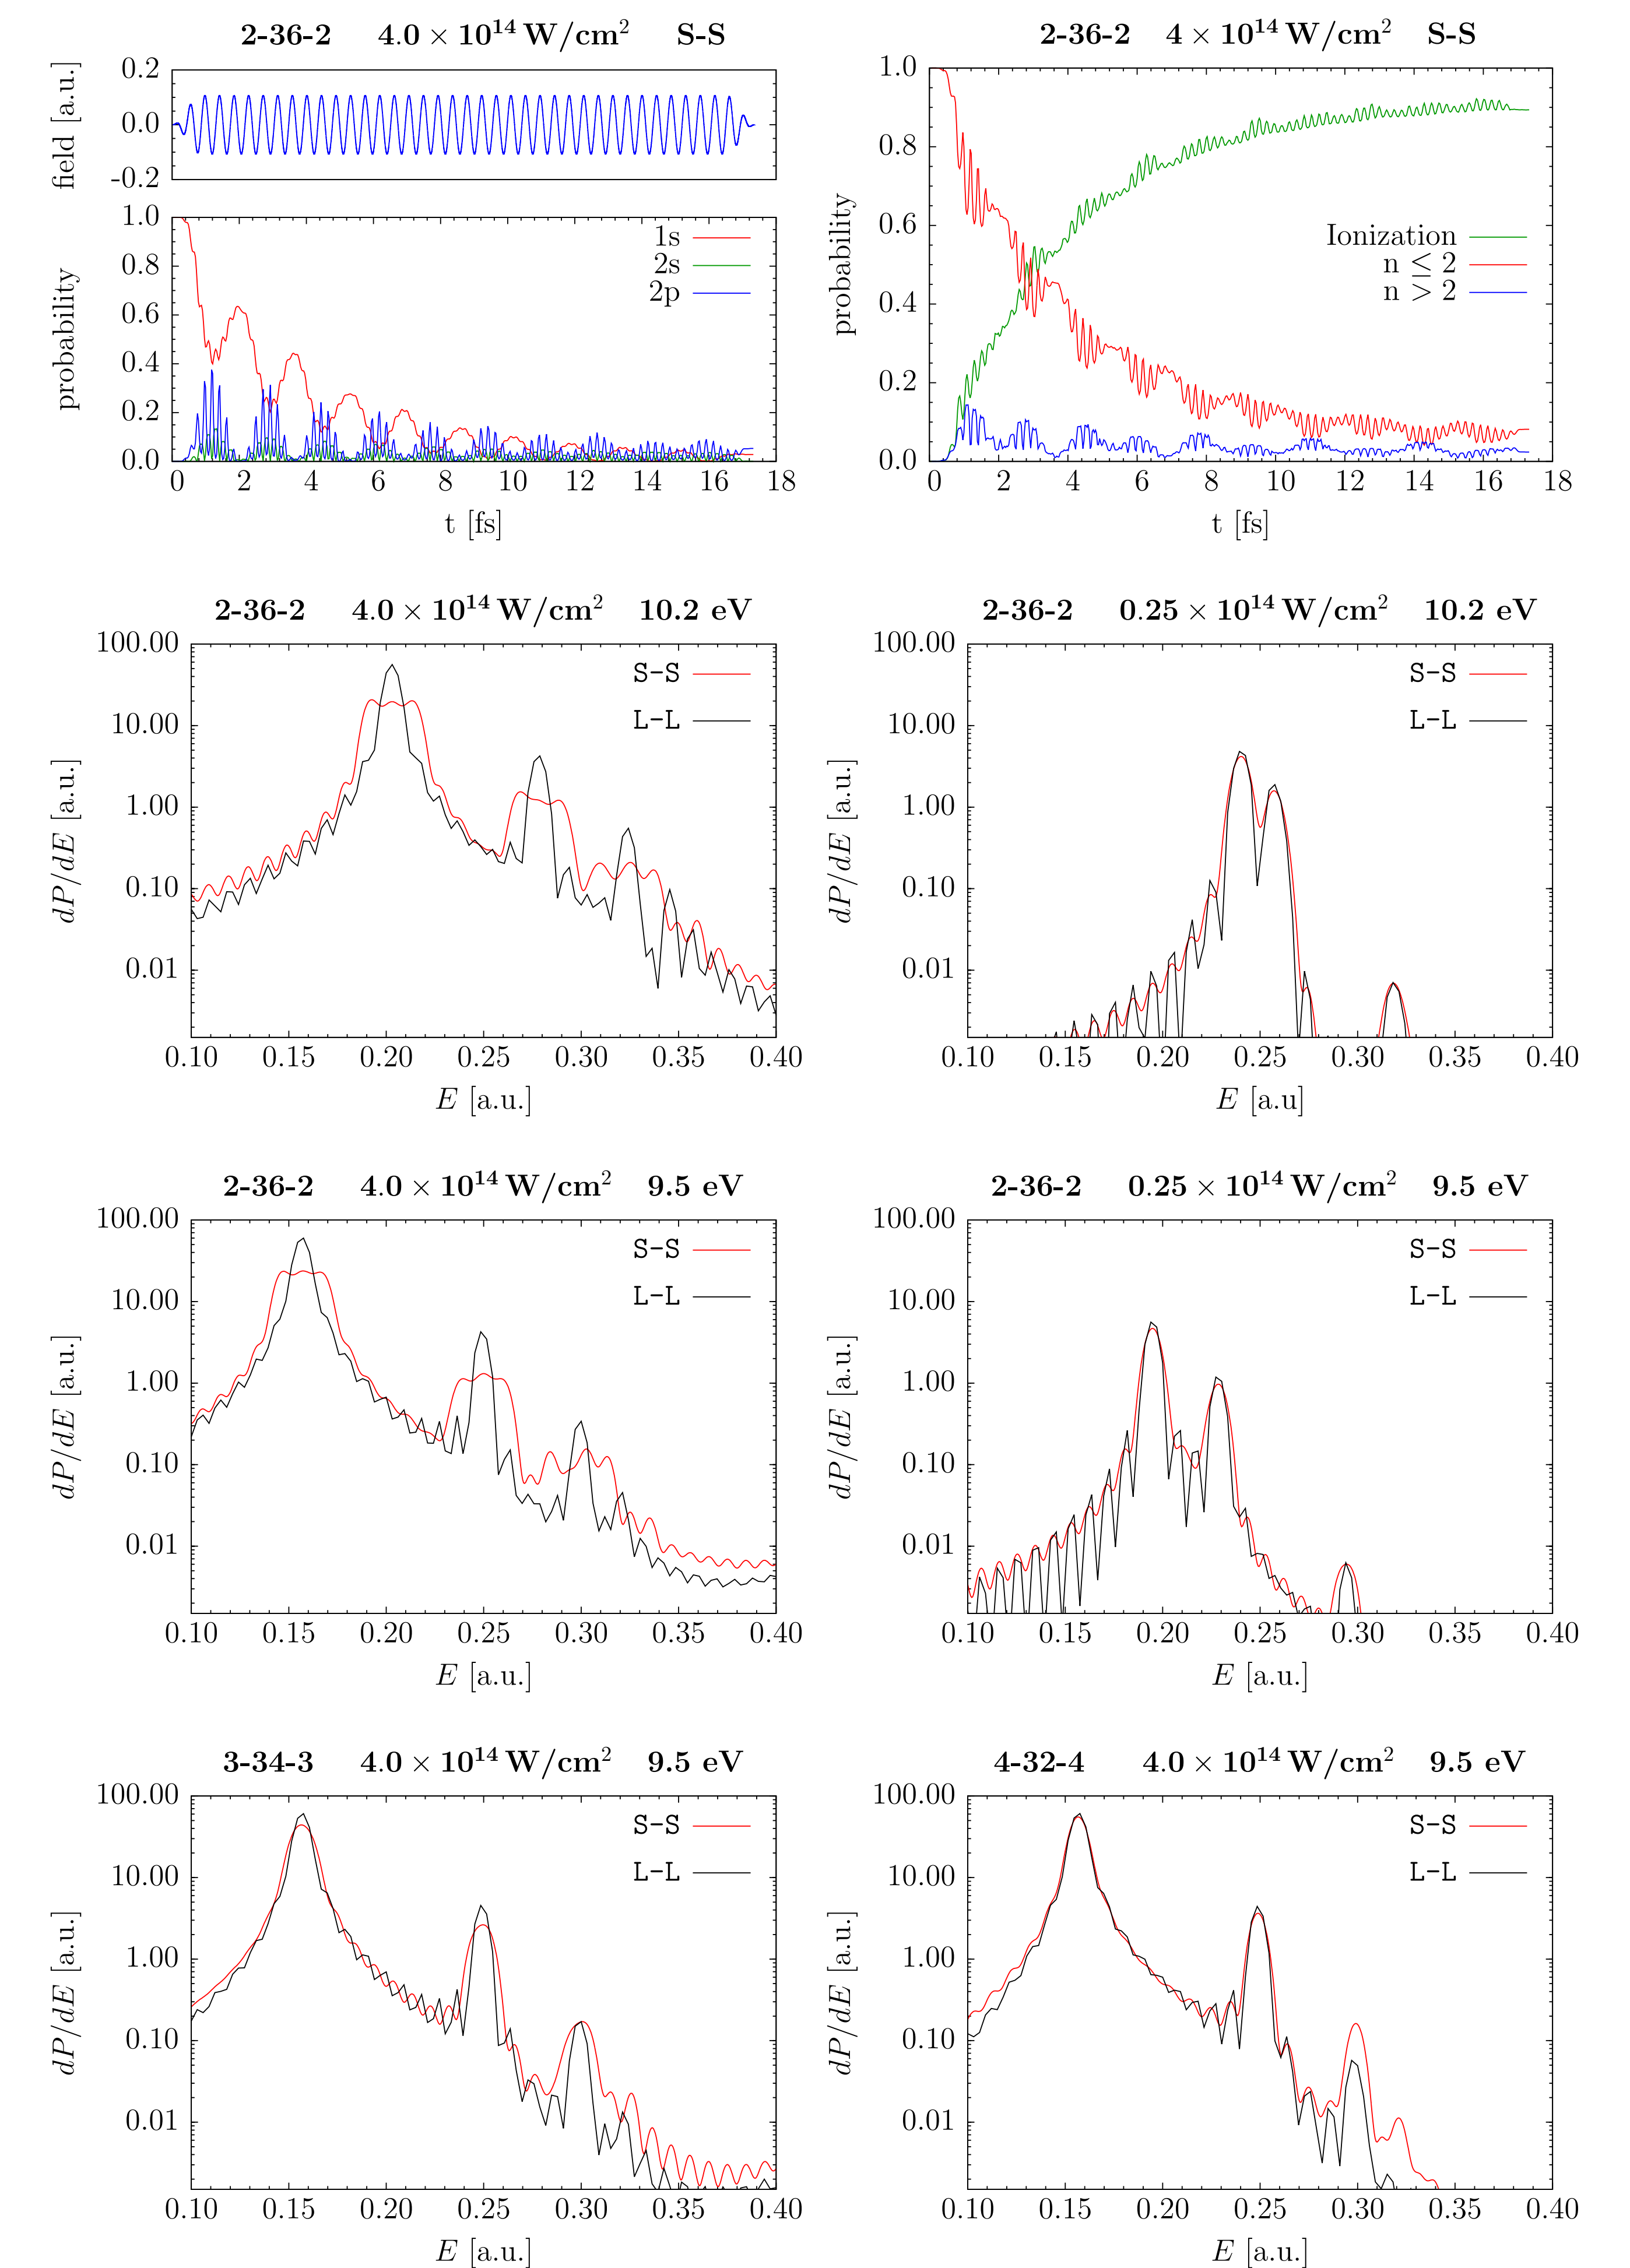 2-36-2 4.0 × 10¹⁴ W/cm² S-S
field [a.u.]
0.2
0.0
-0.2
probability
1.0
0.8
0.6
0.4
0.2
0.0
1s
2s
2p
0 2 4 6 8 10 12 14 16 18
t [fs]
2-36-2 4 × 10¹⁴ W/cm² S-S
probability
1.0
0.8
0.6
0.4
0.2
0.0
Ionization
n ≤ 2
n > 2
0 2 4 6 8 10 12 14 16 18
t [fs]
2-36-2 4.0 × 10¹⁴ W/cm² 10.2 eV
dP/dE [a.u.]
100.00
10.00
1.00
0.10
0.01
S-S
L-L
0.10 0.15 0.20 0.25 0.30 0.35 0.40
E [a.u.]
2-36-2 0.25 × 10¹⁴ W/cm² 10.2 eV
dP/dE [a.u.]
100.00
10.00
1.00
0.10
0.01
S-S
L-L
0.10 0.15 0.20 0.25 0.30 0.35 0.40
E [a.u]
2-36-2 4.0 × 10¹⁴ W/cm² 9.5 eV
dP/dE [a.u.]
100.00
10.00
1.00
0.10
0.01
S-S
L-L
0.10 0.15 0.20 0.25 0.30 0.35 0.40
E [a.u.]
2-36-2 0.25 × 10¹⁴ W/cm² 9.5 eV
dP/dE [a.u.]
100.00
10.00
1.00
0.10
0.01
S-S
L-L
0.10 0.15 0.20 0.25 0.30 0.35 0.40
E [a.u.]
3-34-3 4.0 × 10¹⁴ W/cm² 9.5 eV
dP/dE [a.u.]
100.00
10.00
1.00
0.10
0.01
S-S
L-L
0.10 0.15 0.20 0.25 0.30 0.35 0.40
E [a.u.]
4-32-4 4.0 × 10¹⁴ W/cm² 9.5 eV
dP/dE [a.u.]
100.00
10.00
1.00
0.10
0.01
S-S
L-L
0.10 0.15 0.20 0.25 0.30 0.35 0.40
E [a.u.]